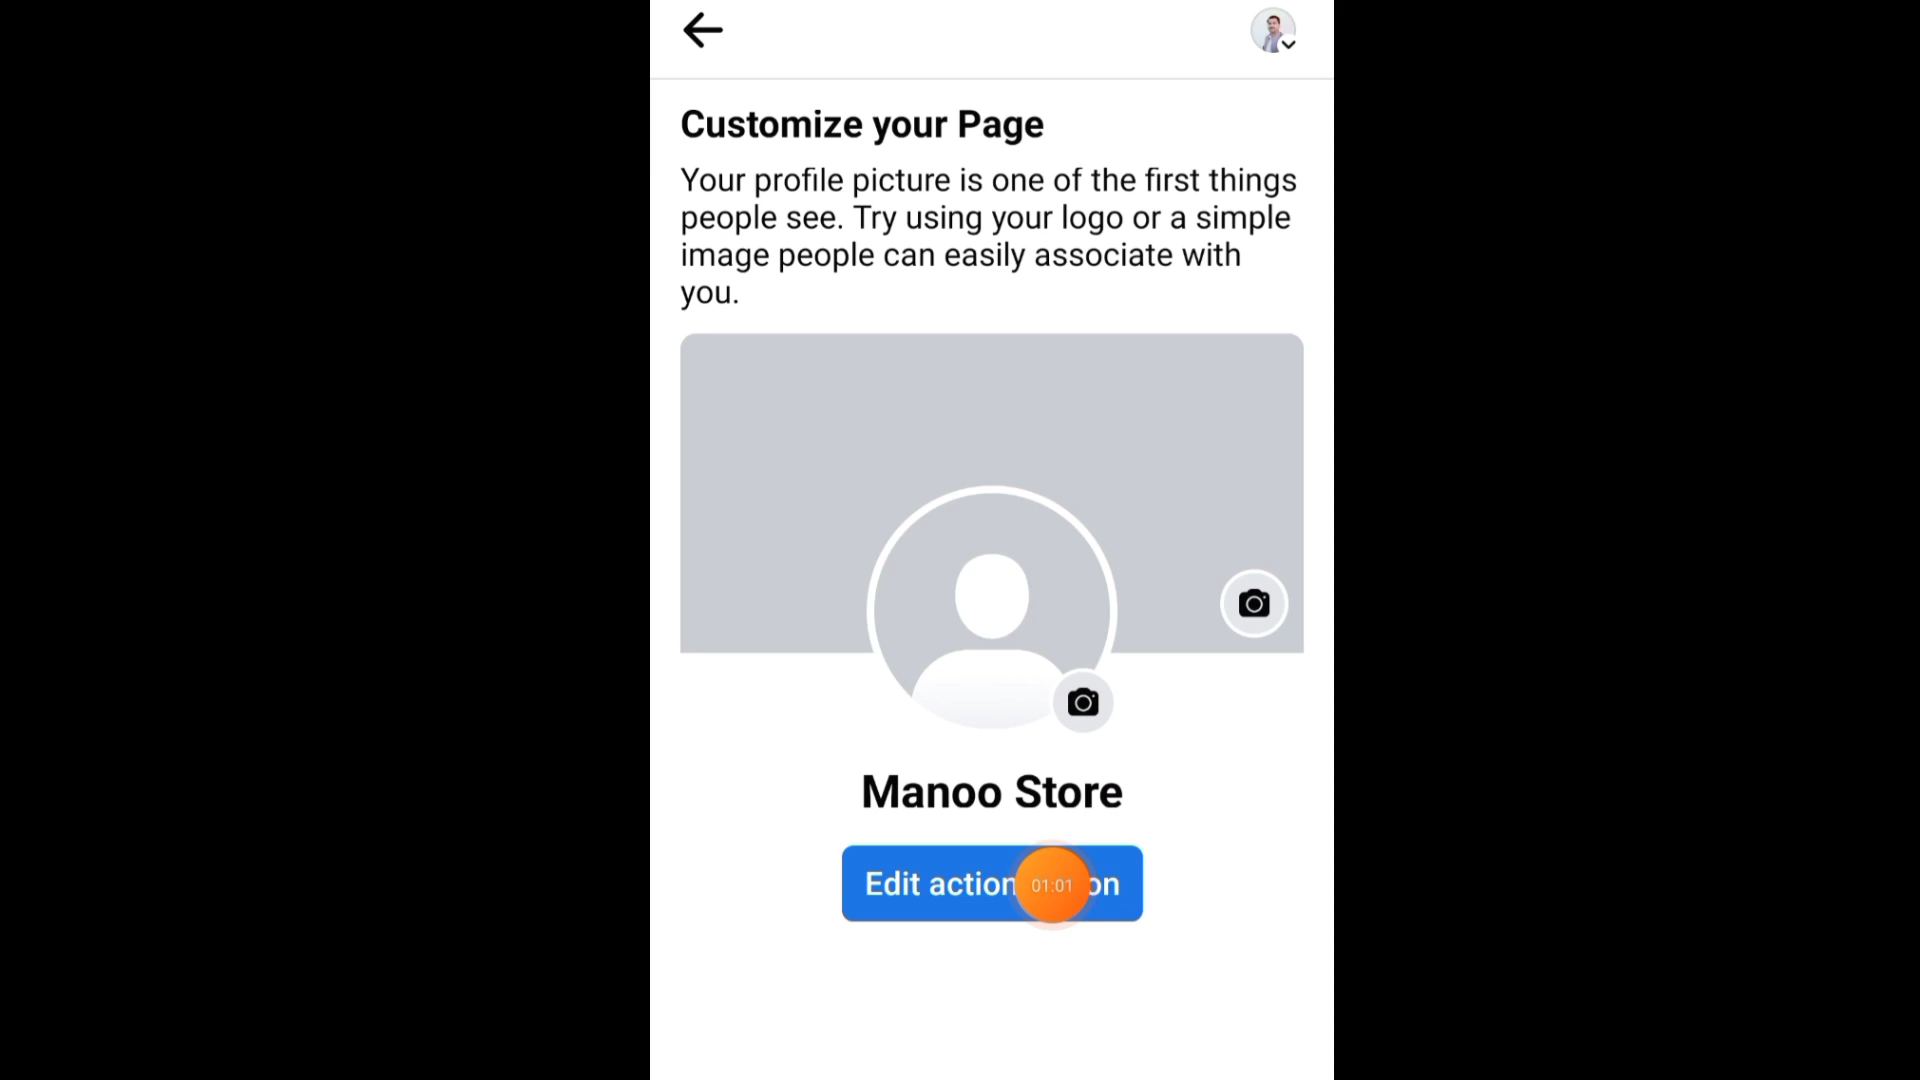 Customize your Page
Your profile picture is one of the first things
people see. Try using your logo or a simple
image people can easily associate with
you.
Manoo Store
Edit action on
01:01